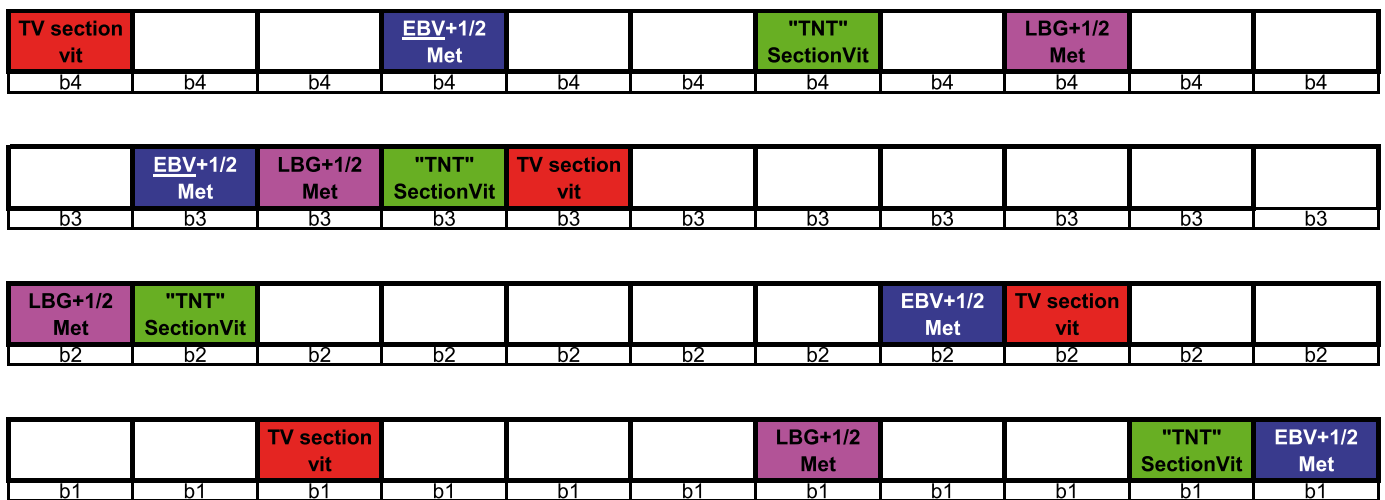 TV section EBV+1/2 "TNT" LBG+1/2
vit Met SectionVit Met
b4 b4 b4 b4 b4 b4 b4 b4 b4 b4 b4
EBV+1/2 LBG+1/2 "TNT" TV section
Met Met SectionVit vit
b3 b3 b3 b3 b3 b3 b3 b3 b3 b3 b3
LBG+1/2 "TNT" EBV+1/2 TV section
Met SectionVit Met vit
b2 b2 b2 b2 b2 b2 b2 b2 b2 b2 b2
TV section LBG+1/2 "TNT" EBV+1/2
vit Met SectionVit Met
b1 b1 b1 b1 b1 b1 b1 b1 b1 b1 b1